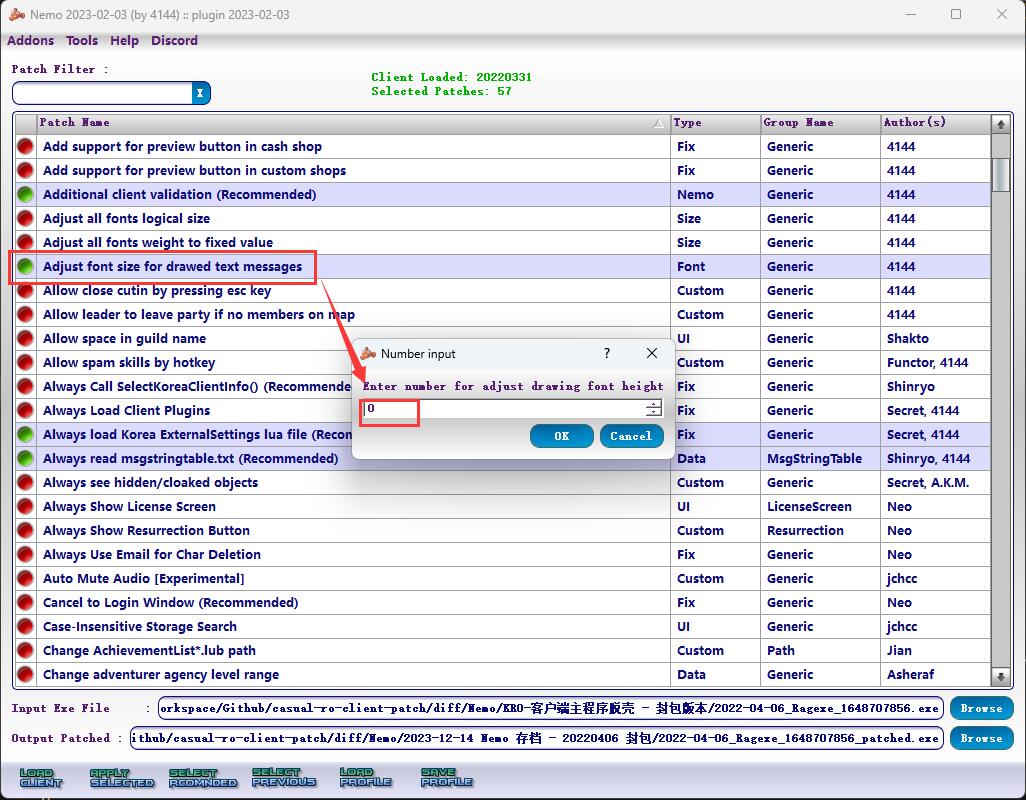 Nemo 2023-02-03 (by 4144) :: plugin 2023-02-03
Addons Tools Help Discord
Patch Filter :
X
Client Loaded: 20220331
Selected Patches: 57
Patch Name Type Group Name Author(s)
Add support for preview button in cash shop Fix Generic 4144
Add support for preview button in custom shops Fix Generic 4144
Additional client validation (Recommended) Nemo Generic 4144
Adjust all fonts logical size Size Generic 4144
Adjust all fonts weight to fixed value Size Generic 4144
Adjust font size for drawed text messages Font Generic 4144
Allow close cutin by pressing esc key Custom Generic 4144
Allow leader to leave party if no members on map Custom Generic 4144
Allow space in guild name UI Generic Shakto
Allow spam skills by hotkey Custom Generic Functor, 4144
Always Call SelectKoreaClientInfo() (Recommende Fix Generic Shinryo
Always Load Client Plugins Fix Generic Secret, 4144
Always load Korea ExternalSettings lua file (Recon Fix Generic Secret, 4144
Always read msgstringtable.txt (Recommended) Data MsgStringTable Shinryo, 4144
Always see hidden/cloaked objects Custom Generic Secret, A.K.M.
Always Show License Screen UI LicenseScreen Neo
Always Show Resurrection Button Custom Resurrection Neo
Always Use Email for Char Deletion Fix Generic Neo
Auto Mute Audio [Experimental] Custom Generic jchcc
Cancel to Login Window (Recommended) Fix Generic Neo
Case-Insensitive Storage Search UI Generic jchcc
Change AchievementList*.lub path Custom Path Jian
Change adventurer agency level range Data Generic Asheraf
Number input ?
Enter number for adjust drawing font height
0
OK Cancel
Input Exe File : orkspace/Github/casual-ro-client-patch/diff/Nemo/KRO-客户端主程序脱壳 - 封包版本/2022-04-06_Ragexe_1648707856.exe Browse
Output Patched : ithub/casual-ro-client-patch/diff/Nemo/2023-12-14 Nemo 存档 - 20220406 封包/2022-04-06_Ragexe_1648707856_patched.exe Browse
LOAD CLIENT APPLY SELECTED SELECT RCOMNDED SELECT PREVIOUS LOAD PROFILE SAVE PROFILE